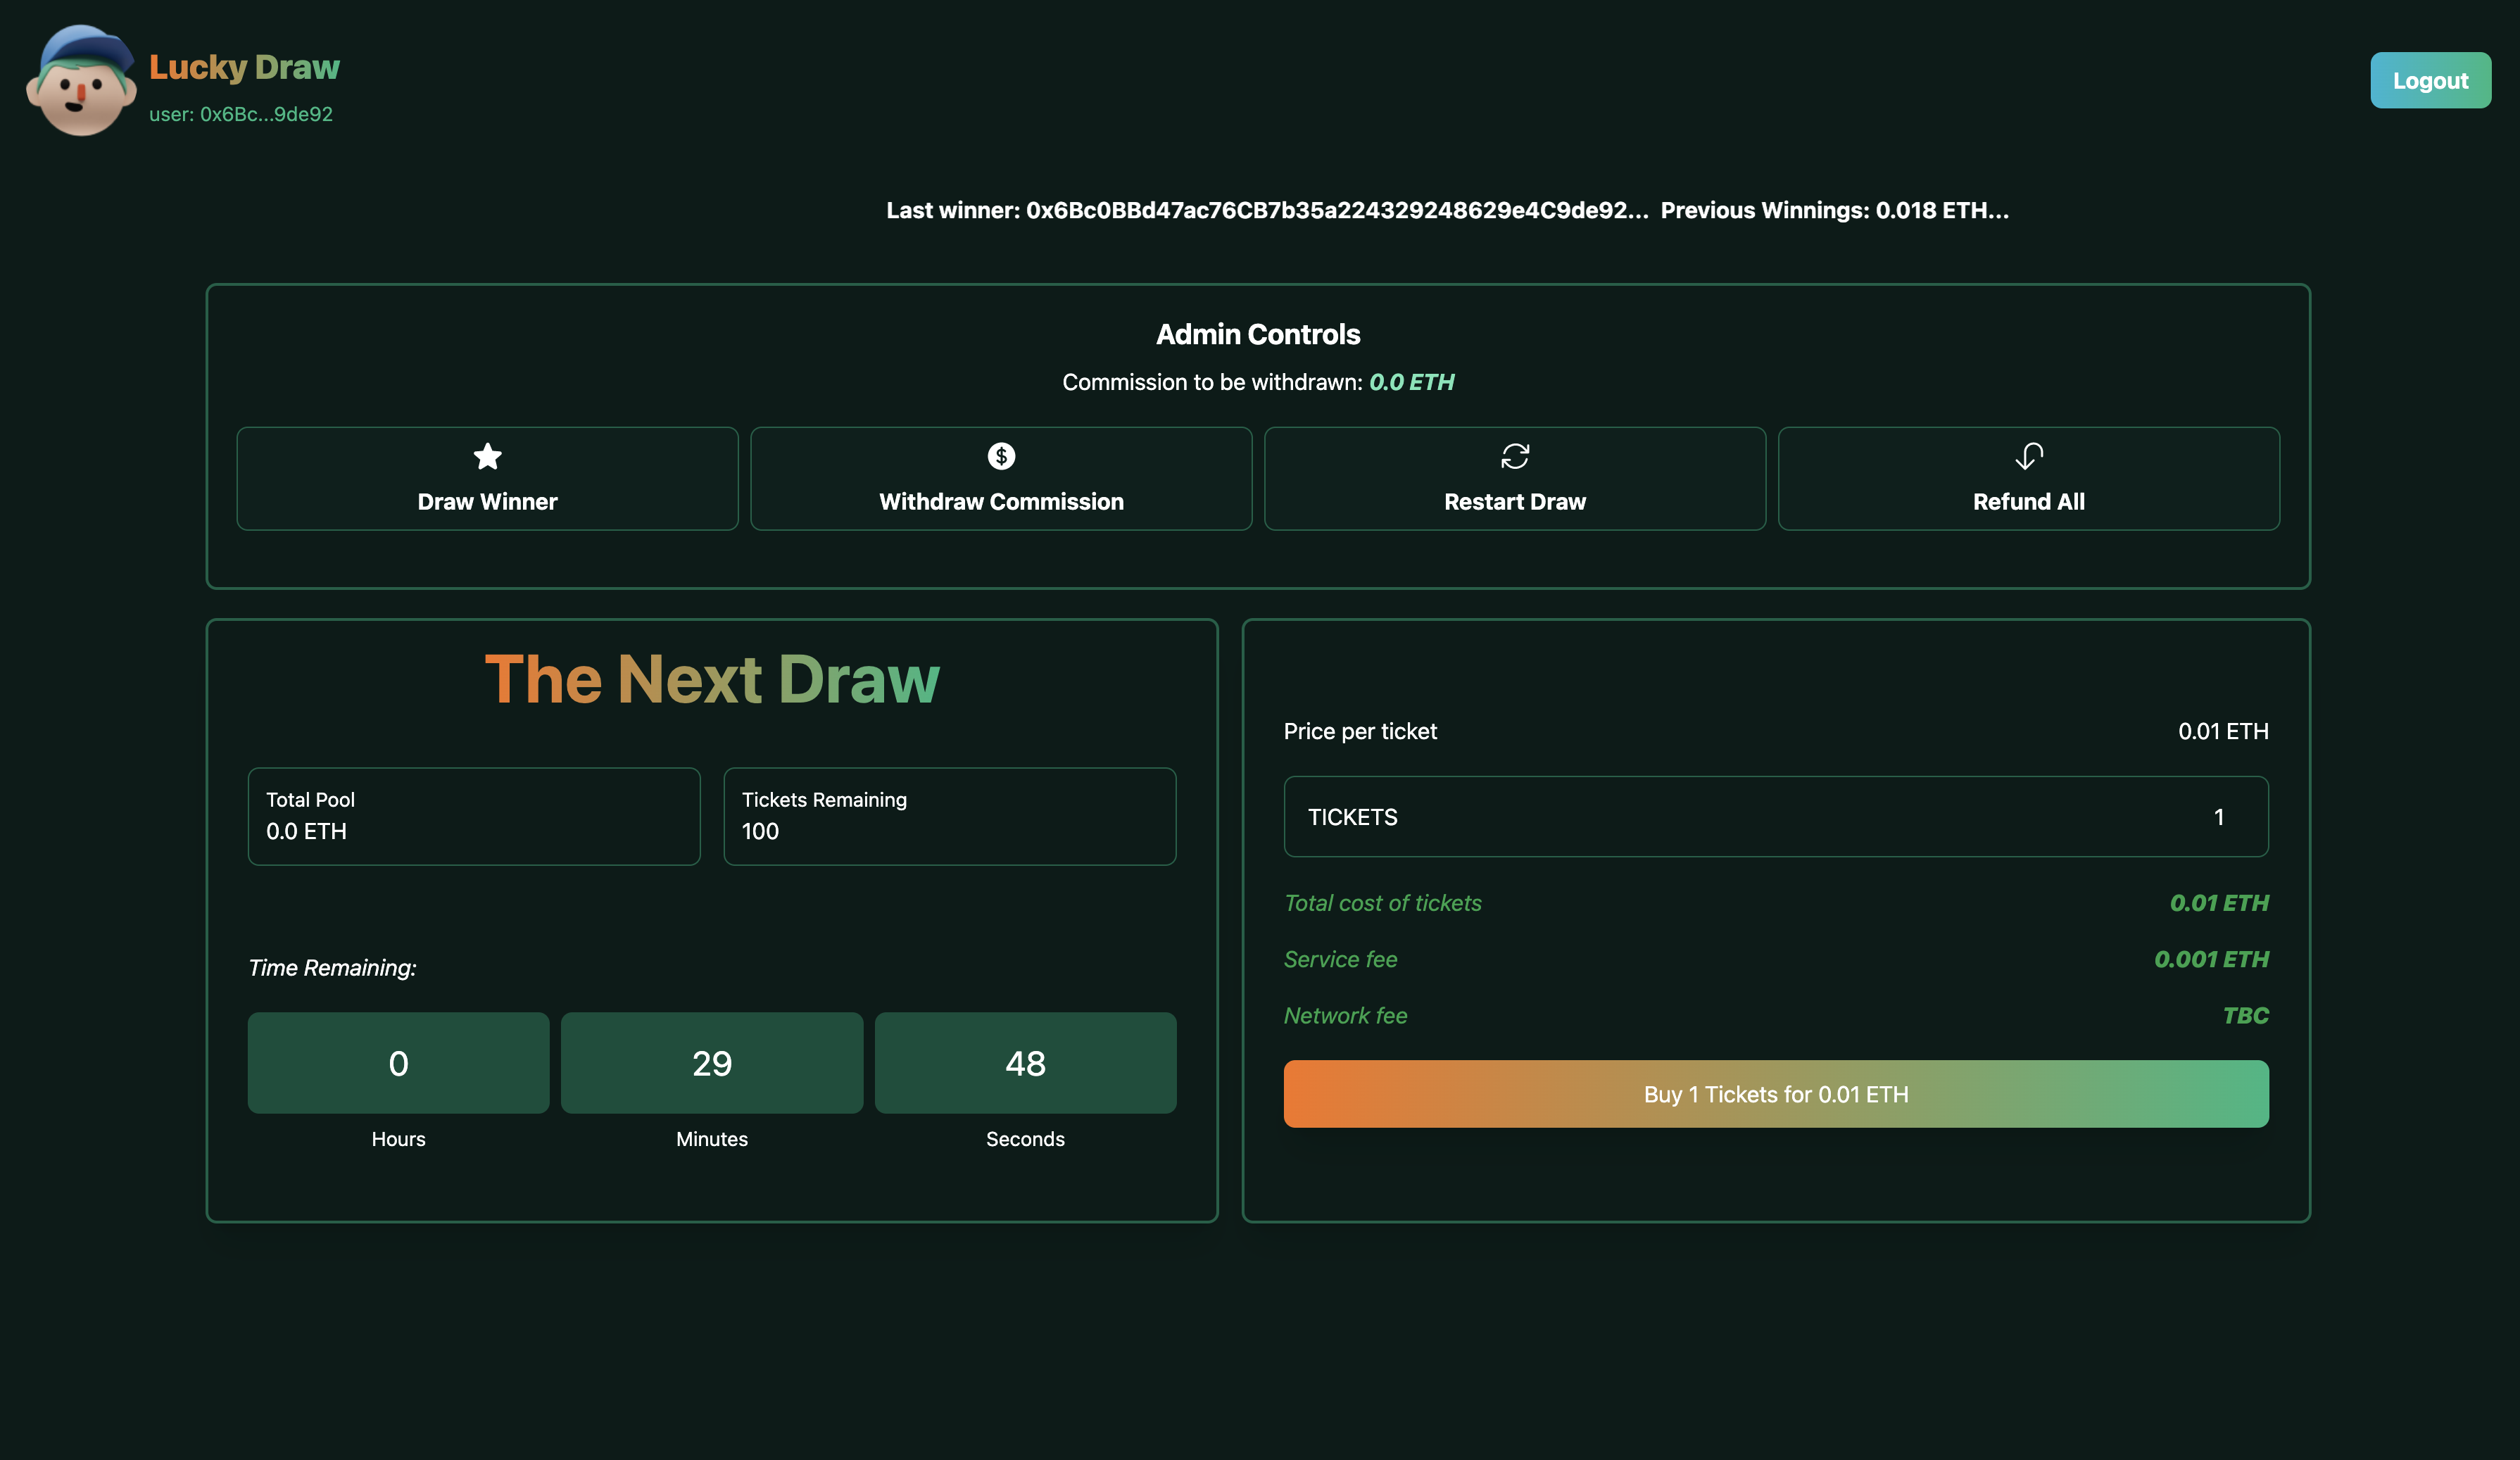 Lucky Draw
user: 0x6Bc...9de92
Logout
Last winner: 0x6Bc0BBd47ac76CB7b35a224329248629e4C9de92... Previous Winnings: 0.018 ETH...
Admin Controls
Commission to be withdrawn: 0.0 ETH
Draw Winner
Withdraw Commission
Restart Draw
Refund All
The Next Draw
Total Pool
0.0 ETH
Tickets Remaining
100
Time Remaining:
0
29
48
Hours
Minutes
Seconds
Price per ticket 0.01 ETH
TICKETS 1
Total cost of tickets 0.01 ETH
Service fee 0.001 ETH
Network fee TBC
Buy 1 Tickets for 0.01 ETH